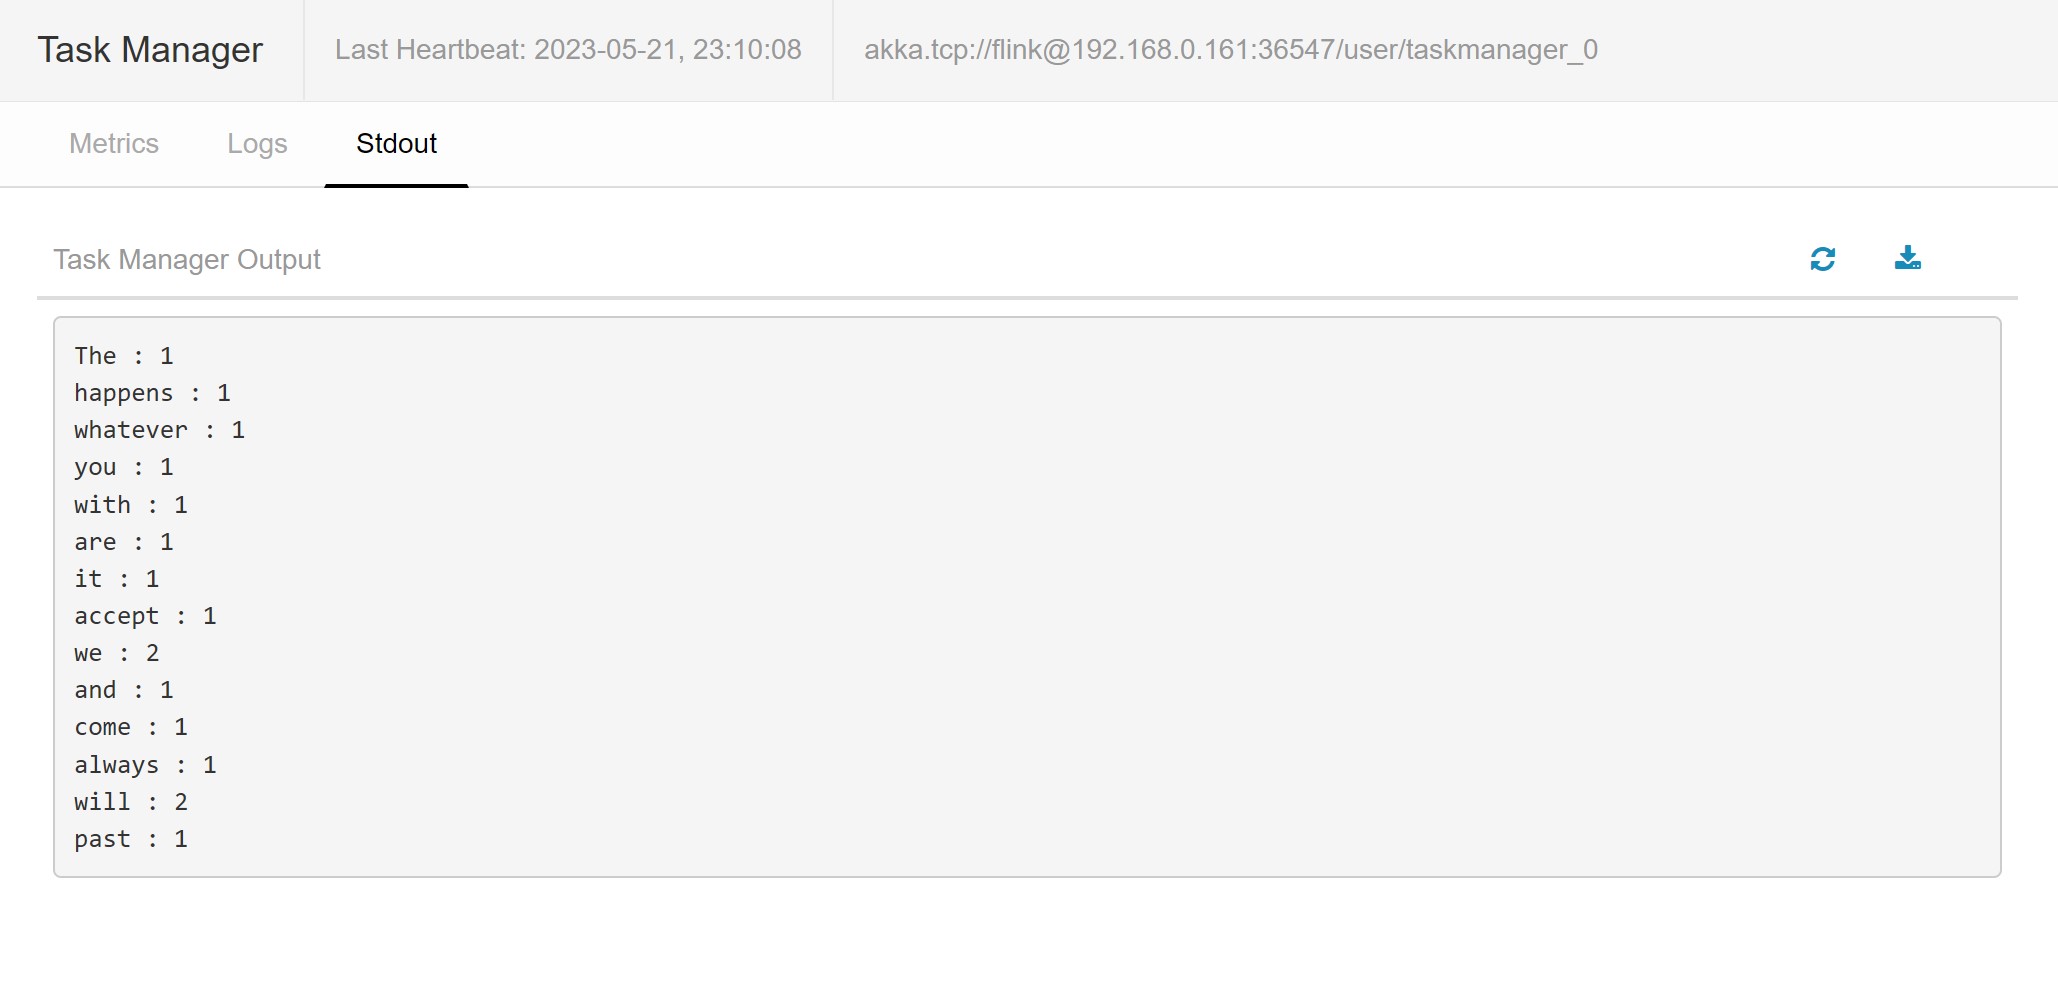 Task Manager Last Heartbeat: 2023-05-21, 23:10:08 akka.tcp://flink@192.168.0.161:36547/user/taskmanager_0
Metrics Logs Stdout
Task Manager Output
The : 1
happens : 1
whatever : 1
you : 1
with : 1
are : 1
it : 1
accept : 1
we : 2
and : 1
come : 1
always : 1
will : 2
past : 1